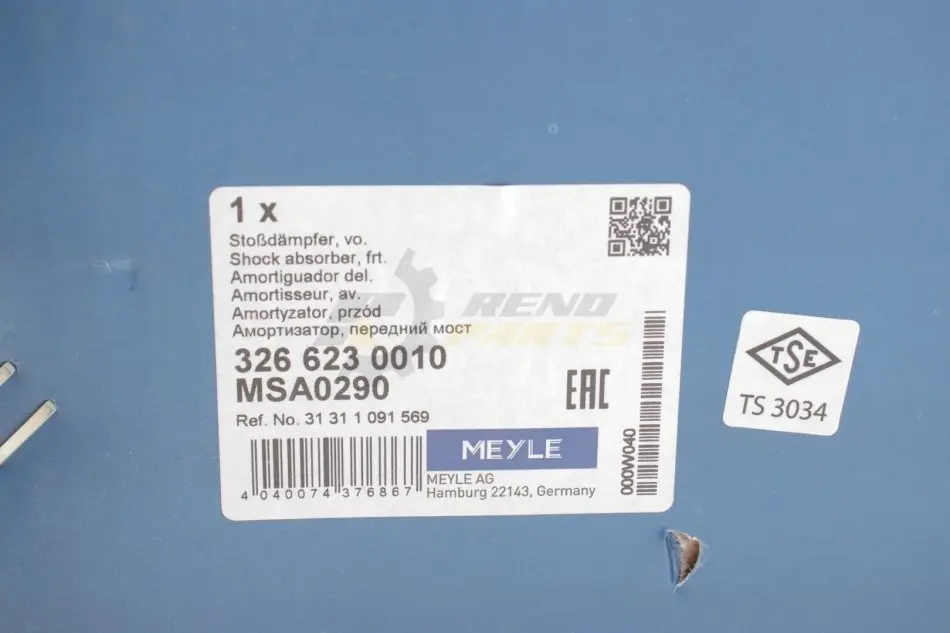 1 x
Stoßdämpfer, vo.
Shock absorber, frt.
Amortiguador del.
Amortisseur, av.
Amortyzator, przód
Амортизатор, передний мост
326 623 0010
MSA0290
Ref. No. 31 31 1 091 569
EAC
MEYLE
MEYLE AG
Hamburg 22143, Germany
4 040074 376867
000W040
RENO
PARTS
TSE
TS 3034